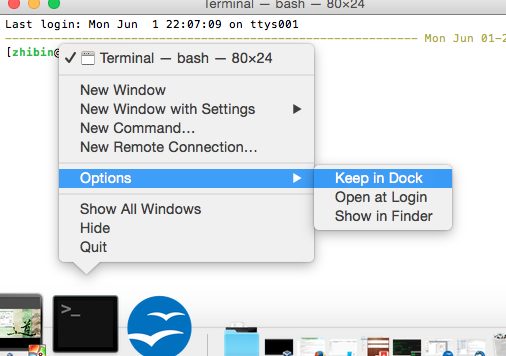 Terminal — bash — 80×24
Last login: Mon Jun  1 22:07:09 on ttys001
Mon Jun 01-2
[zhibin@
✓ Terminal — bash — 80×24
New Window
New Window with Settings ▶
New Command…
New Remote Connection…
Options ▶
Keep in Dock
Open at Login
Show in Finder
Show All Windows
Hide
Quit
>_